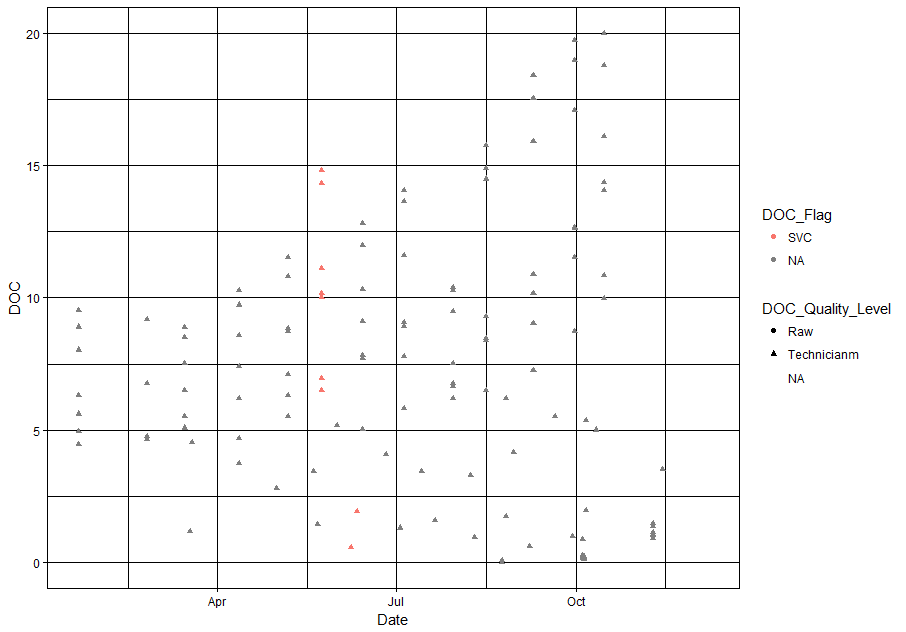 20
15
10
5
0
DOC
Apr Jul Oct
Date
DOC_Flag
SVC
NA
DOC_Quality_Level
Raw
Technicianm
NA